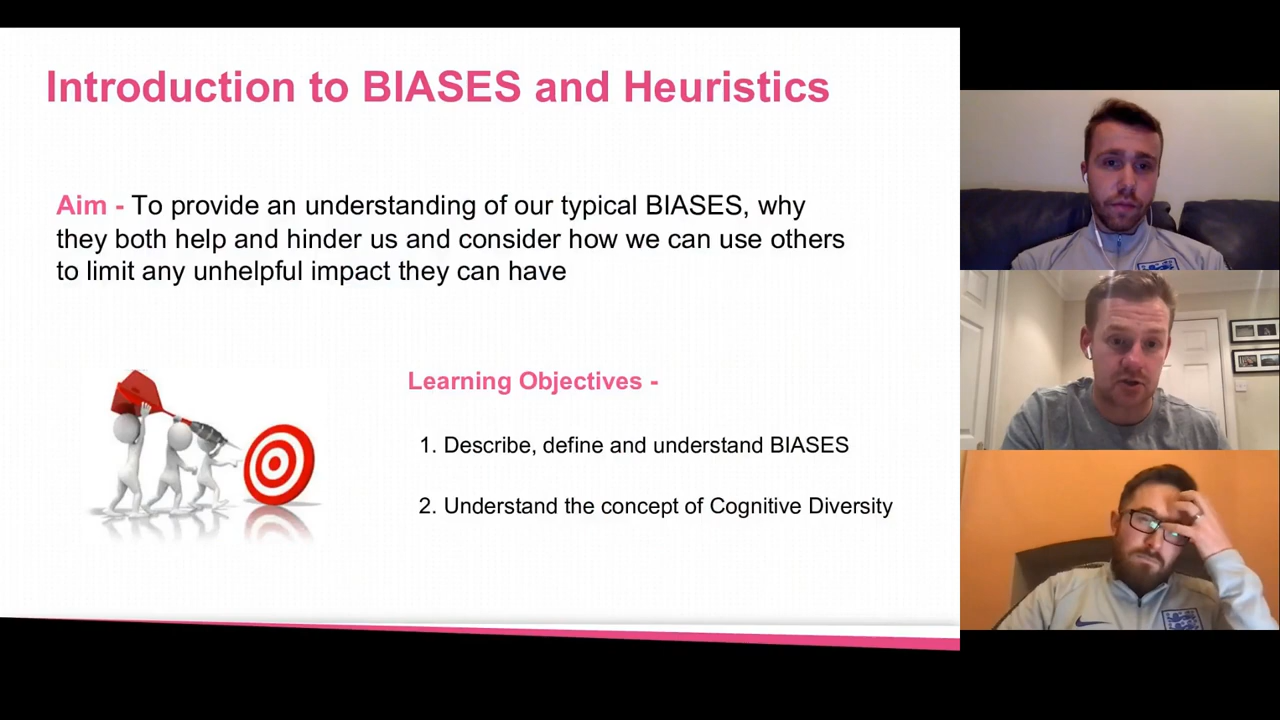 Introduction to BIASES and Heuristics
Aim - To provide an understanding of our typical BIASES, why
they both help and hinder us and consider how we can use others
to limit any unhelpful impact they can have
Learning Objectives -
1. Describe, define and understand BIASES
2. Understand the concept of Cognitive Diversity